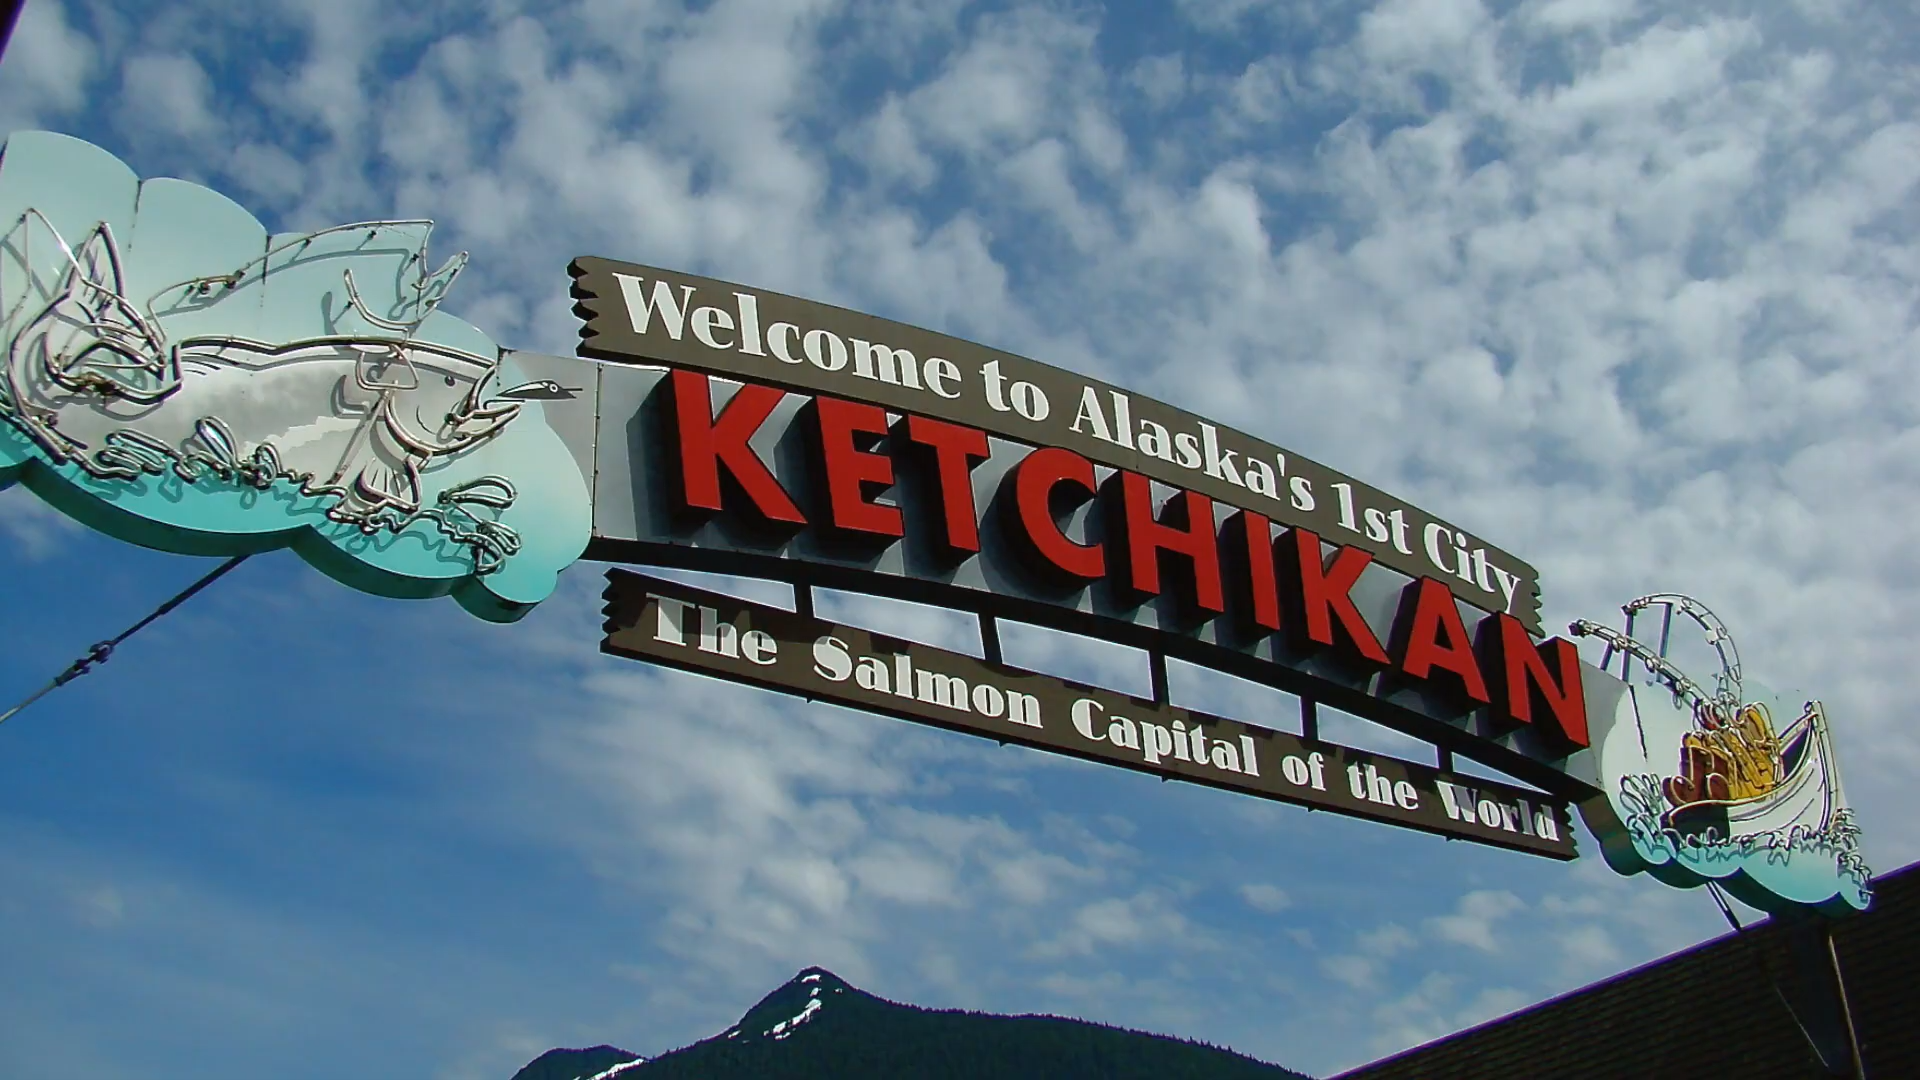 Welcome to Alaska's 1st City
KETCHIKAN
The Salmon Capital of the World